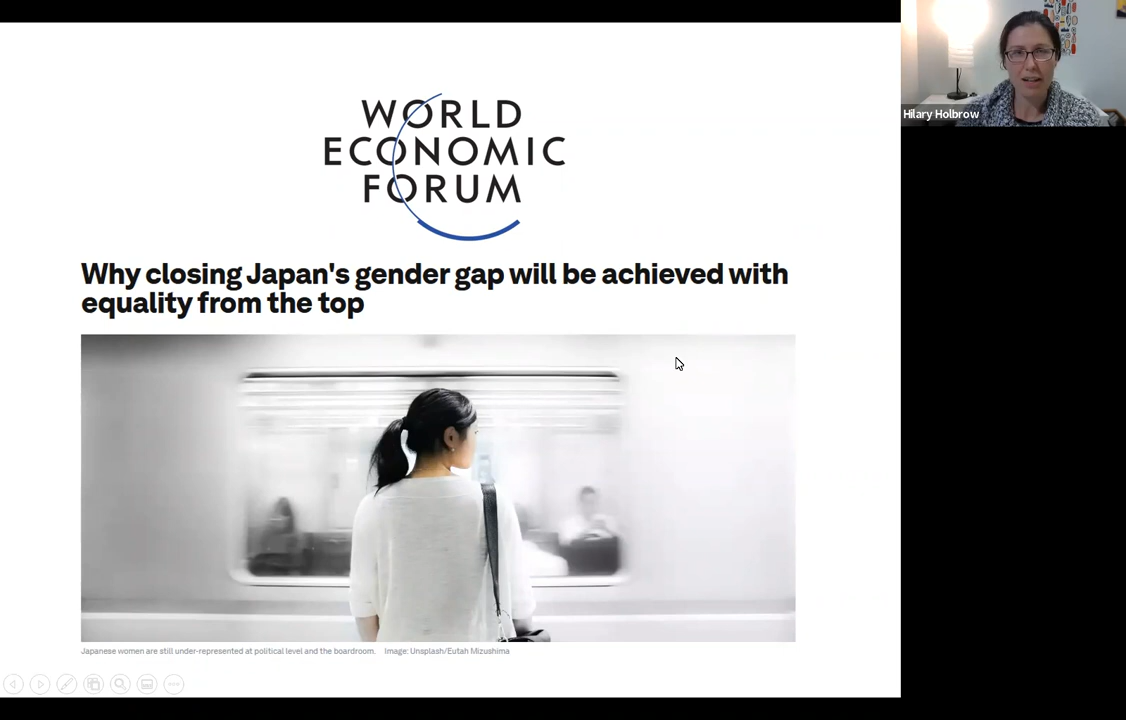 WORLD
ECONOMIC
FORUM
Why closing Japan's gender gap will be achieved with
equality from the top
Japanese women are still under-represented at political level and the boardroom. Image: Unsplash/Eutah Mizushima
Hilary Holbrow